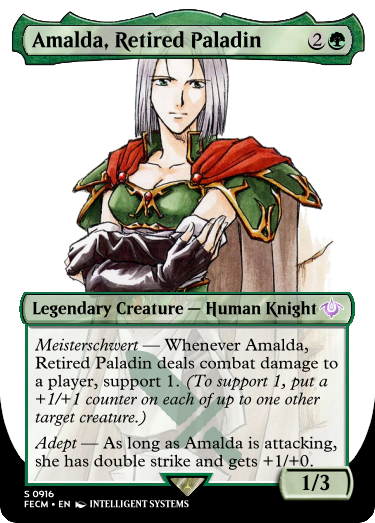 Amalda, Retired Paladin 2
Legendary Creature — Human Knight
Meisterschwert — Whenever Amalda,
Retired Paladin deals combat damage to
a player, support 1. (To support 1, put a
+1/+1 counter on each of up to one other
target creature.)
Adept — As long as Amalda is attacking,
she has double strike and gets +1/+0.
1/3
S 0916
FECM • EN INTELLIGENT SYSTEMS